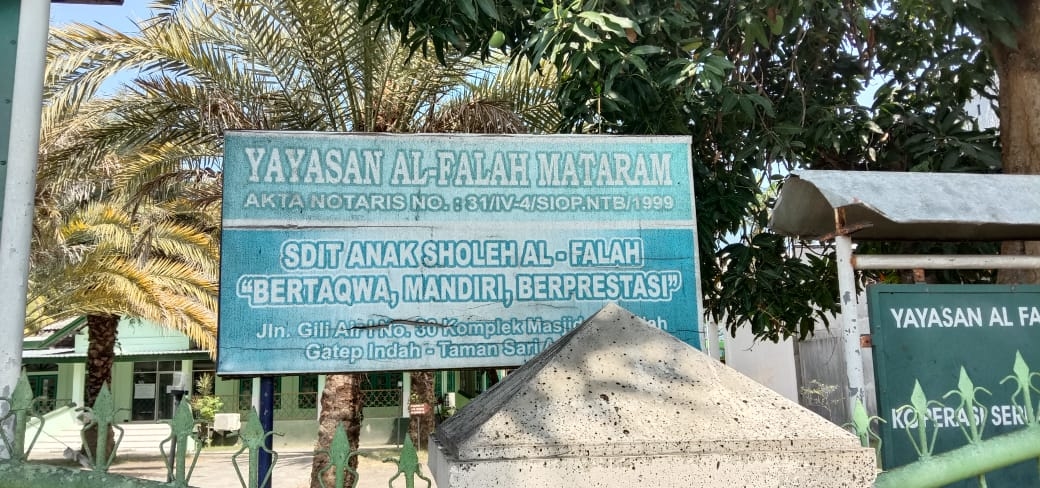 YAYASAN AL-FALAH MATARAM
AKTA NOTARIS NO. : 31/IV-4/SIOP.NTB/1999
SDIT ANAK SHOLEH AL - FALAH
"BERTAQWA, MANDIRI, BERPRESTASI"
Jln. Gili Air No, 30 Komplek Masjid
Gatep Indah - Taman Sari
YAYASAN AL FA
KOPERASI SER